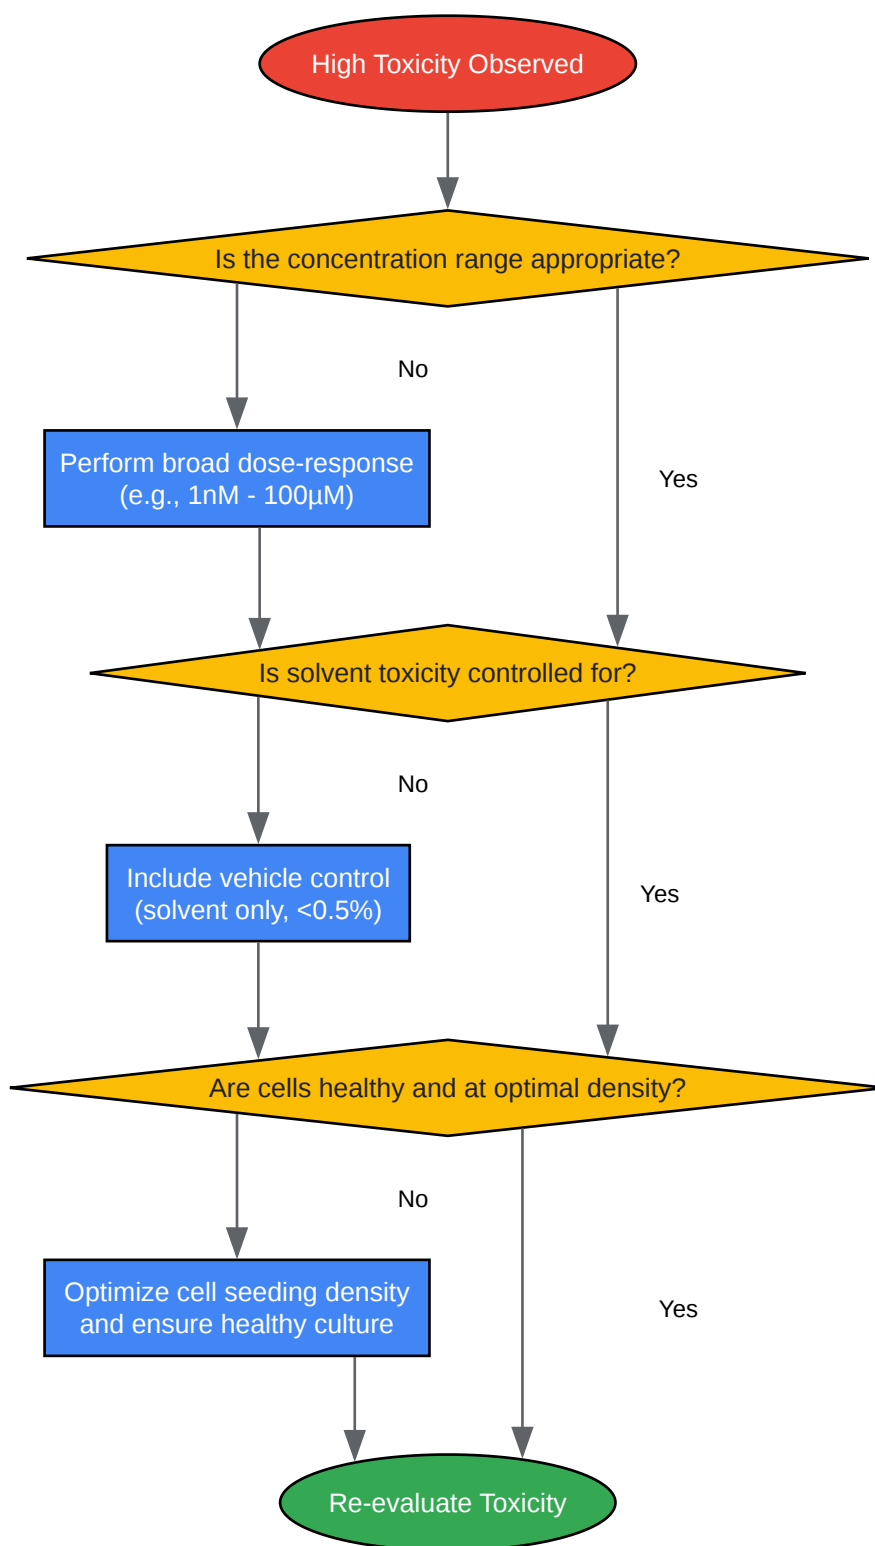 High Toxicity Observed
Is the concentration range appropriate?
No
Perform broad dose-response
(e.g., 1nM - 100µM)
Yes
Is solvent toxicity controlled for?
No
Include vehicle control
(solvent only, <0.5%)
Yes
Are cells healthy and at optimal density?
No
Optimize cell seeding density
and ensure healthy culture
Yes
Re-evaluate Toxicity